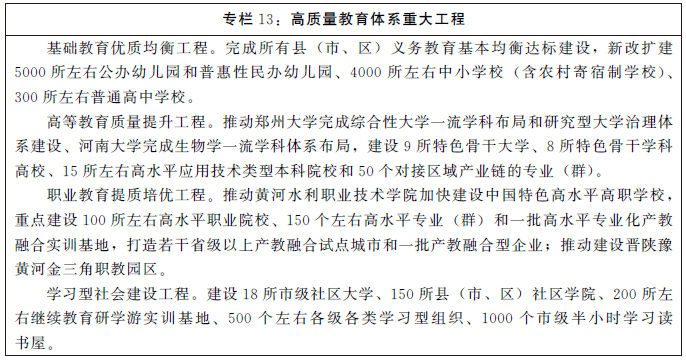 专栏 13：高质量教育体系重大工程
基础教育优质均衡工程。完成所有县（市、区）义务教育基本均衡达标建设，新改扩建
5000 所左右公办幼儿园和普惠性民办幼儿园、4000 所左右中小学校（含农村寄宿制学校）、
300 所左右普通高中学校。
高等教育质量提升工程。推动郑州大学完成综合性大学一流学科布局和研究型大学治理体
系建设、河南大学完成生物学一流学科体系布局，建设 9 所特色骨干大学、8 所特色骨干学科
高校、15 所左右高水平应用技术类型本科院校和 50 个对接区域产业链的专业（群）。
职业教育提质培优工程。推动黄河水利职业技术学院加快建设中国特色高水平高职学校，
重点建设 100 所左右高水平职业院校、150 个左右高水平专业（群）和一批高水平专业化产教
融合实训基地，打造若干省级以上产教融合试点城市和一批产教融合型企业；推动建设晋陕豫
黄河金三角职教园区。
学习型社会建设工程。建设 18 所市级社区大学、150 所县（市、区）社区学院、200 所左
右继续教育研学游实训基地、500 个左右各级各类学习型组织、1000 个市级半小时学习读
书屋。